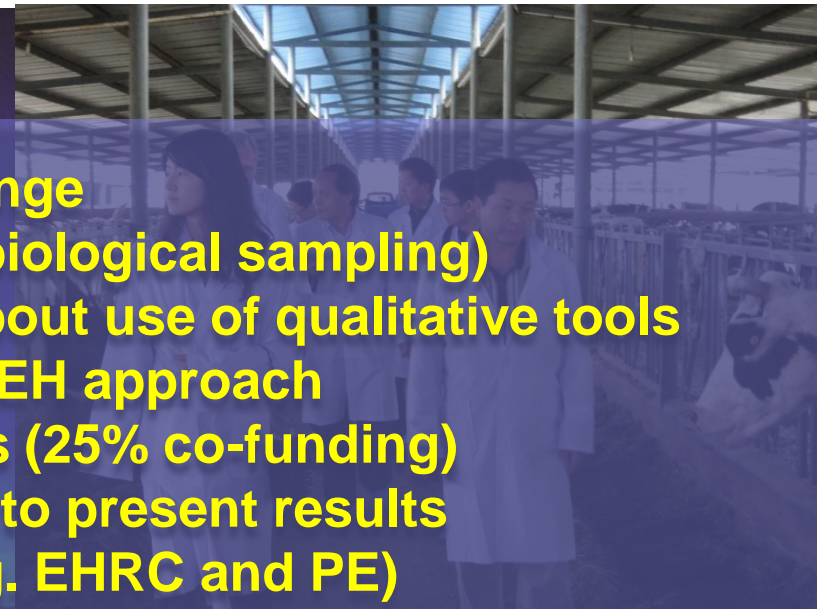 nge
biological sampling)
bout use of qualitative tools
EH approach
s (25% co-funding)
to present results
g. EHRC and PE)